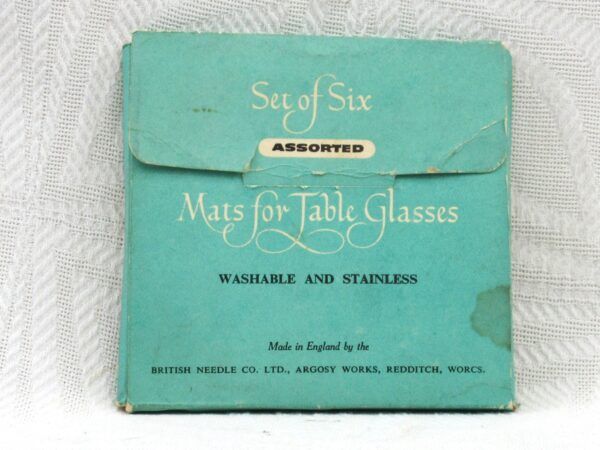 Set of Six
ASSORTED
Mats for Table Glasses
WASHABLE AND STAINLESS
Made in England by the
BRITISH NEEDLE CO. LTD., ARGOSY WORKS, REDDITCH, WORCS.